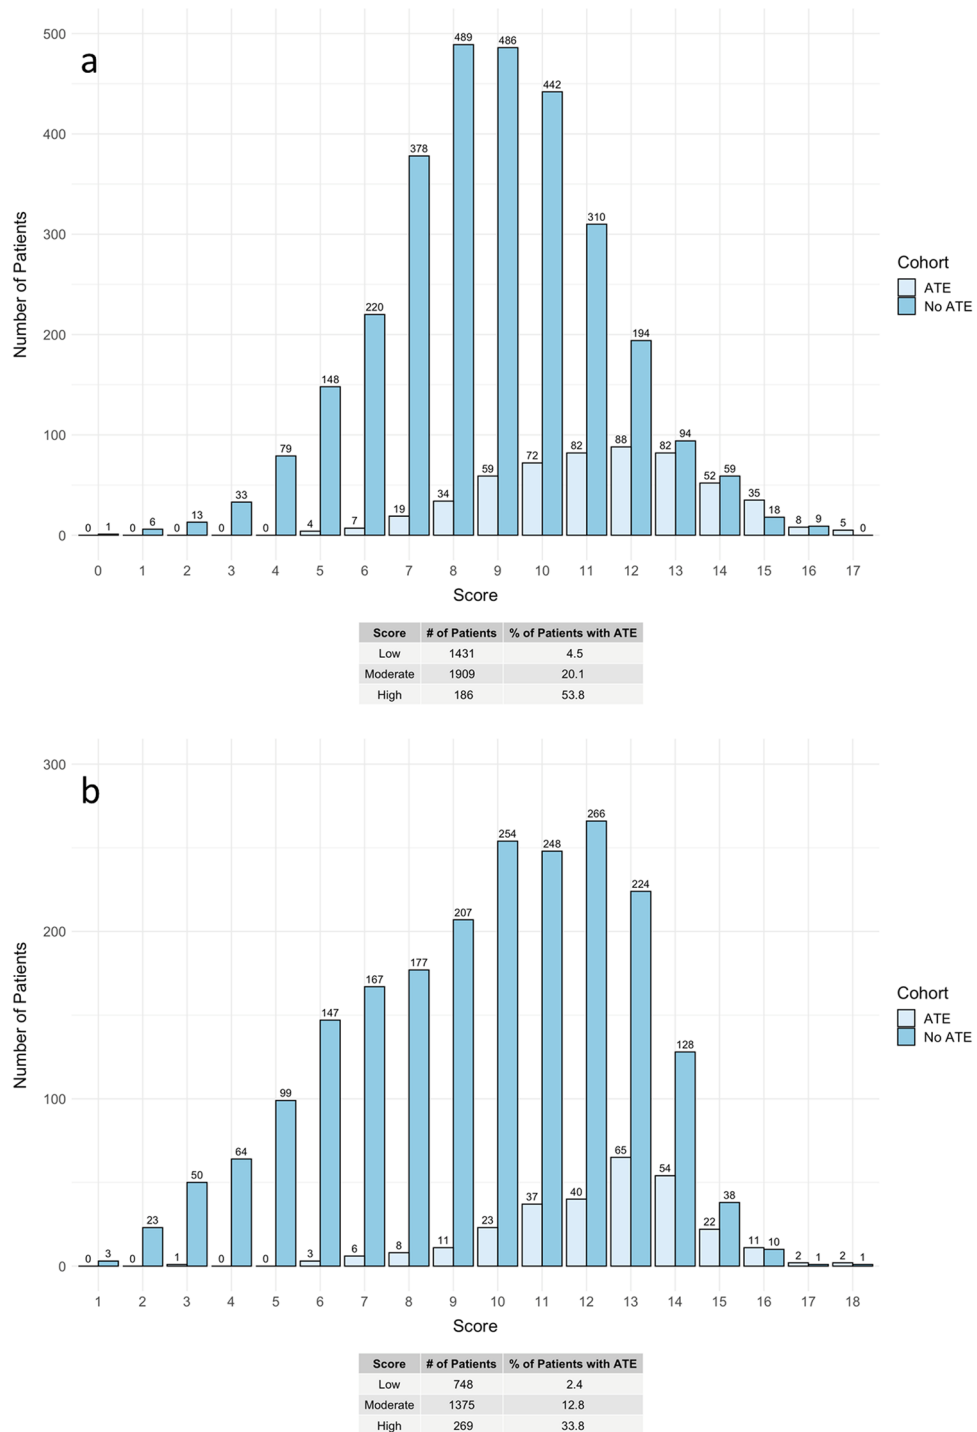 a
Number of Patients
500
400
300
200
100
0
489
486
442
378
310
220
194
148
79
33
13
6
1
94
59
18
9
0
0 0 0 0 0 4 7 19 34 59 72 82 88 82 52 35 8 5
0 1 2 3 4 5 6 7 8 9 10 11 12 13 14 15 16 17
Score
Cohort
ATE
No ATE
Score # of Patients % of Patients with ATE
Low 1431 4.5
Moderate 1909 20.1
High 186 53.8
b
Number of Patients
300
200
100
0
3 23 50 64 99 147 167 177 207 254 248 266 224 128 38 10 1 1
0 0 1 0 0 3 6 8 11 23 37 40 65 54 22 11 2 2
1 2 3 4 5 6 7 8 9 10 11 12 13 14 15 16 17 18
Score
Cohort
ATE
No ATE
Score # of Patients % of Patients with ATE
Low 748 2.4
Moderate 1375 12.8
High 269 33.8